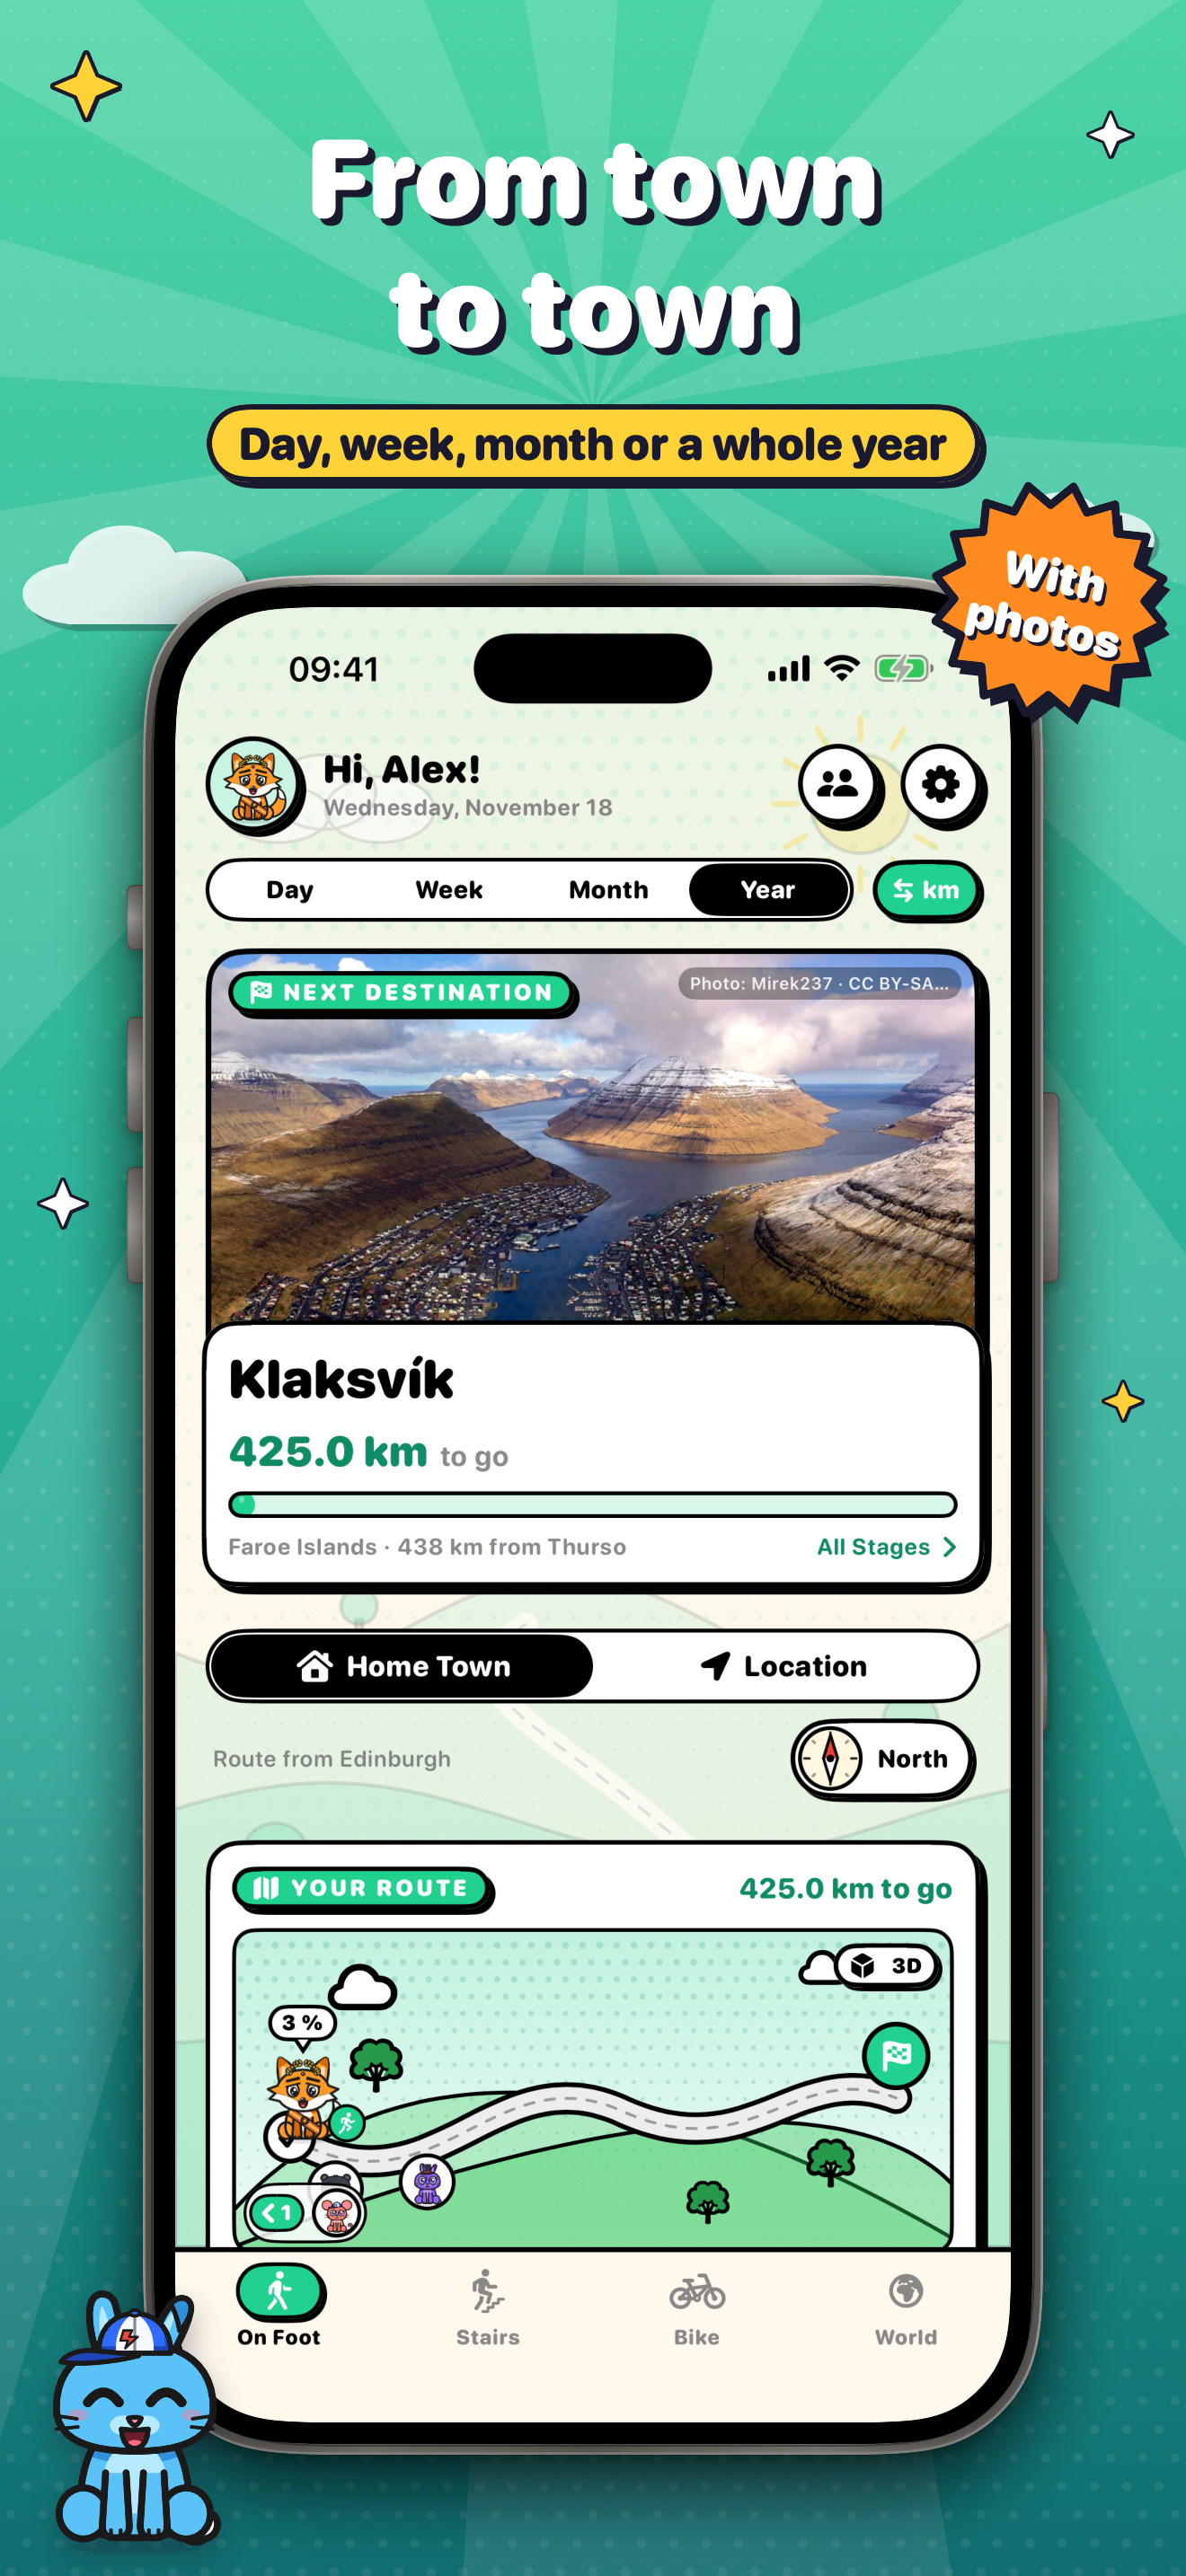 From town
to town
Day, week, month or a whole year
With
photos
09:41
Hi, Alex!
Wednesday, November 18
Day Week Month Year km
NEXT DESTINATION
Photo: Mirek237 · CC BY-SA...
Klaksvík
425.0 km to go
Faroe Islands · 438 km from Thurso
All Stages
Home Town
Location
Route from Edinburgh
North
YOUR ROUTE
425.0 km to go
3D
3 %
<1
On Foot
Stairs
Bike
World